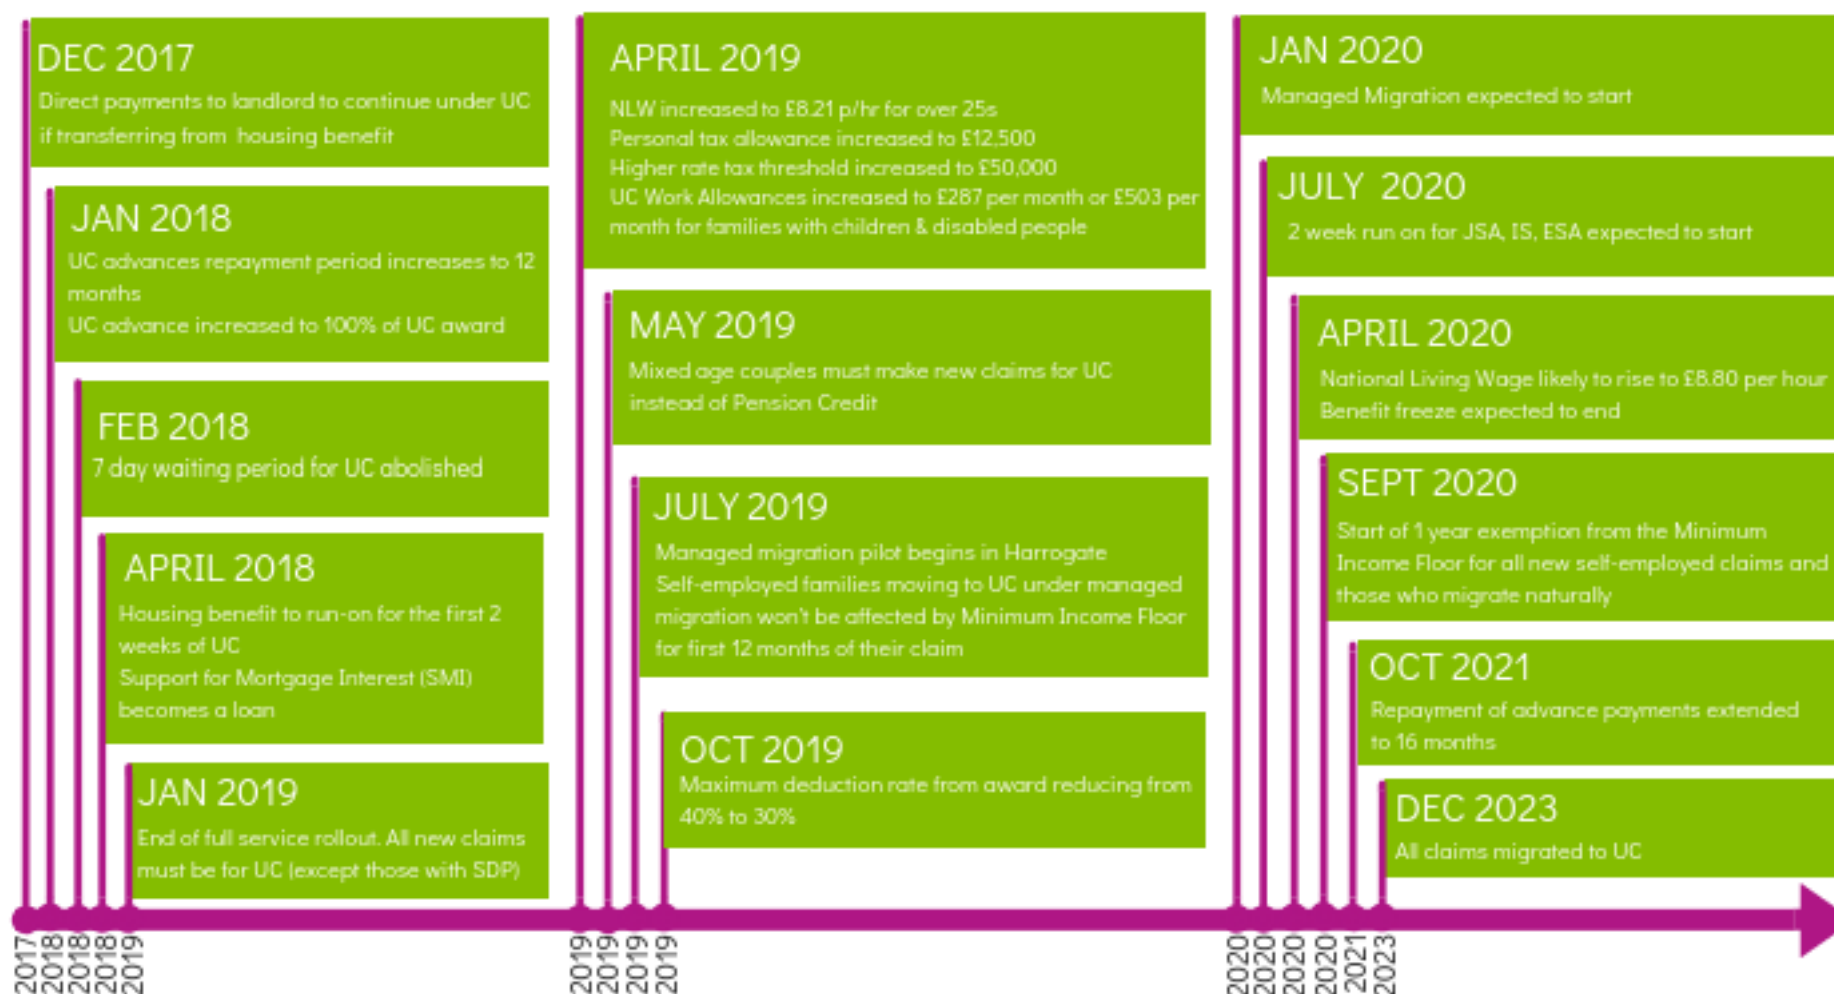 DEC 2017
Direct payments to landlord to continue under UC
if transferring from housing benefit
JAN 2018
UC advances repayment period increases to 12
months
UC advance increased to 100% of UC award
FEB 2018
7 day waiting period for UC abolished
APRIL 2018
Housing benefit to run-on for the first 2
weeks of UC
Support for Mortgage Interest (SMI)
becomes a loan
JAN 2019
End of full service rollout. All new claims
must be for UC (except those with SDP)
APRIL 2019
NLW increased to £8.21 p/hr for over 25s
Personal tax allowance increased to £12,500
Higher rate tax threshold increased to £50,000
UC Work Allowances increased to £287 per month or £503 per
month for families with children & disabled people
MAY 2019
Mixed age couples must make new claims for UC
instead of Pension Credit
JULY 2019
Managed migration pilot begins in Harrogate
Self-employed families moving to UC under managed
migration won't be affected by Minimum Income Floor
for first 12 months of their claim
OCT 2019
Maximum deduction rate from award reducing from
40% to 30%
JAN 2020
Managed Migration expected to start
JULY 2020
2 week run on for JSA, IS, ESA expected to start
APRIL 2020
National Living Wage likely to rise to £8.80 per hour
Benefit freeze expected to end
SEPT 2020
Start of 1 year exemption from the Minimum
Income Floor for all new self-employed claims and
those who migrate naturally
OCT 2021
Repayment of advance payments extended
to 16 months
DEC 2023
All claims migrated to UC
2017
2018
2018
2018
2019
2019
2019
2019
2019
2020
2020
2020
2020
2021
2023